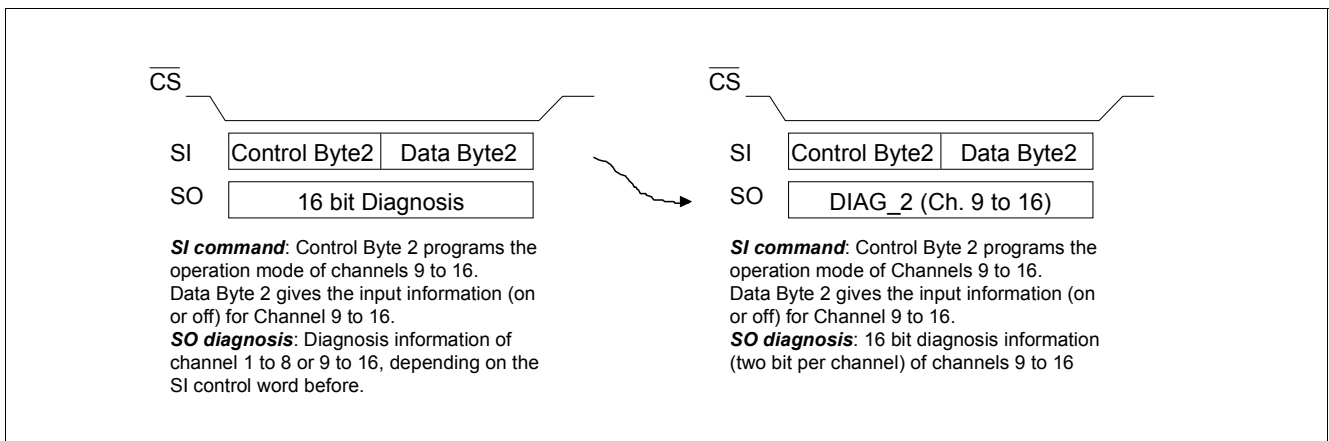 CS
SI Control Byte2 Data Byte2
SO 16 bit Diagnosis
SI command: Control Byte 2 programs the
operation mode of channels 9 to 16.
Data Byte 2 gives the input information (on
or off) for Channel 9 to 16.
SO diagnosis: Diagnosis information of
channel 1 to 8 or 9 to 16, depending on the
SI control word before.
CS
SI Control Byte2 Data Byte2
SO DIAG_2 (Ch. 9 to 16)
SI command: Control Byte 2 programs the
operation mode of Channels 9 to 16.
Data Byte 2 gives the input information (on
or off) for Channel 9 to 16.
SO diagnosis: 16 bit diagnosis information
(two bit per channel) of channels 9 to 16